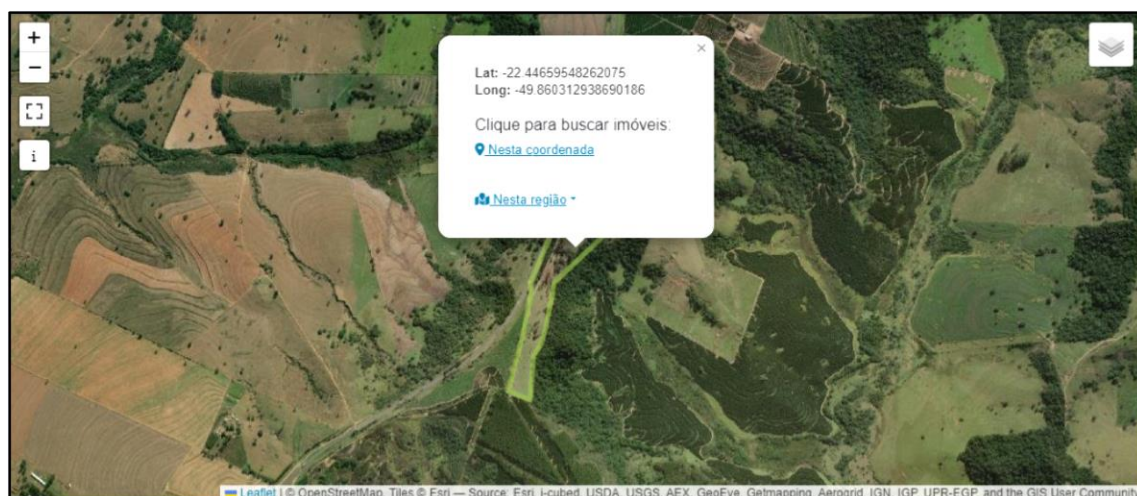 +
−
i
×
Lat: -22.44659548262075
Long: -49.860312938690186
Clique para buscar imóveis:
Nesta coordenada
Nesta região
Leaflet | © OpenStreetMap, Tiles © Esri — Source: Esri, i-cubed, USDA, USGS, AEX, GeoEye, Getmapping, Aerogrid, IGN, IGP, UPR-EGP, and the GIS User Communit